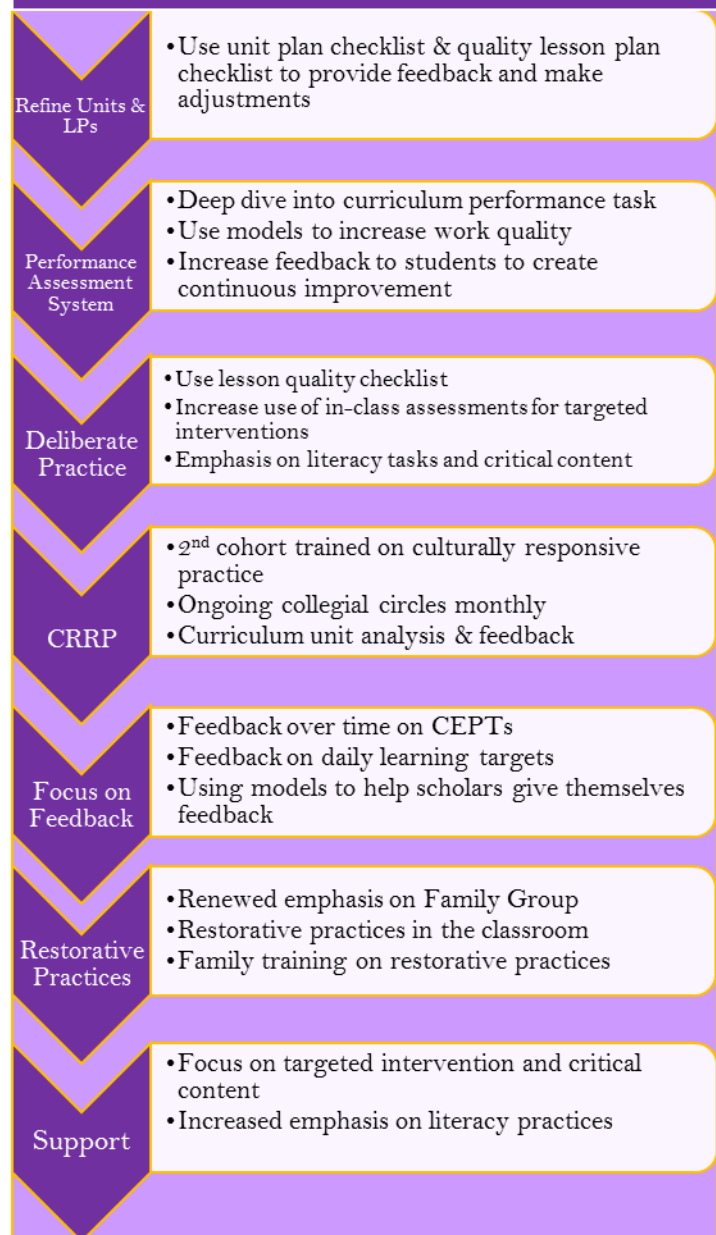 Refine Units &
LPs
•Use unit plan checklist & quality lesson plan
checklist to provide feedback and make
adjustments
Performance
Assessment
System
•Deep dive into curriculum performance task
•Use models to increase work quality
•Increase feedback to students to create
continuous improvement
Deliberate
Practice
•Use lesson quality checklist
•Increase use of in-class assessments for targeted
interventions
•Emphasis on literacy tasks and critical content
CRRP
•2nd cohort trained on culturally responsive
practice
•Ongoing collegial circles monthly
•Curriculum unit analysis & feedback
Focus on
Feedback
•Feedback over time on CEPTs
•Feedback on daily learning targets
•Using models to help scholars give themselves
feedback
Restorative
Practices
•Renewed emphasis on Family Group
•Restorative practices in the classroom
•Family training on restorative practices
Support
•Focus on targeted intervention and critical
content
•Increased emphasis on literacy practices